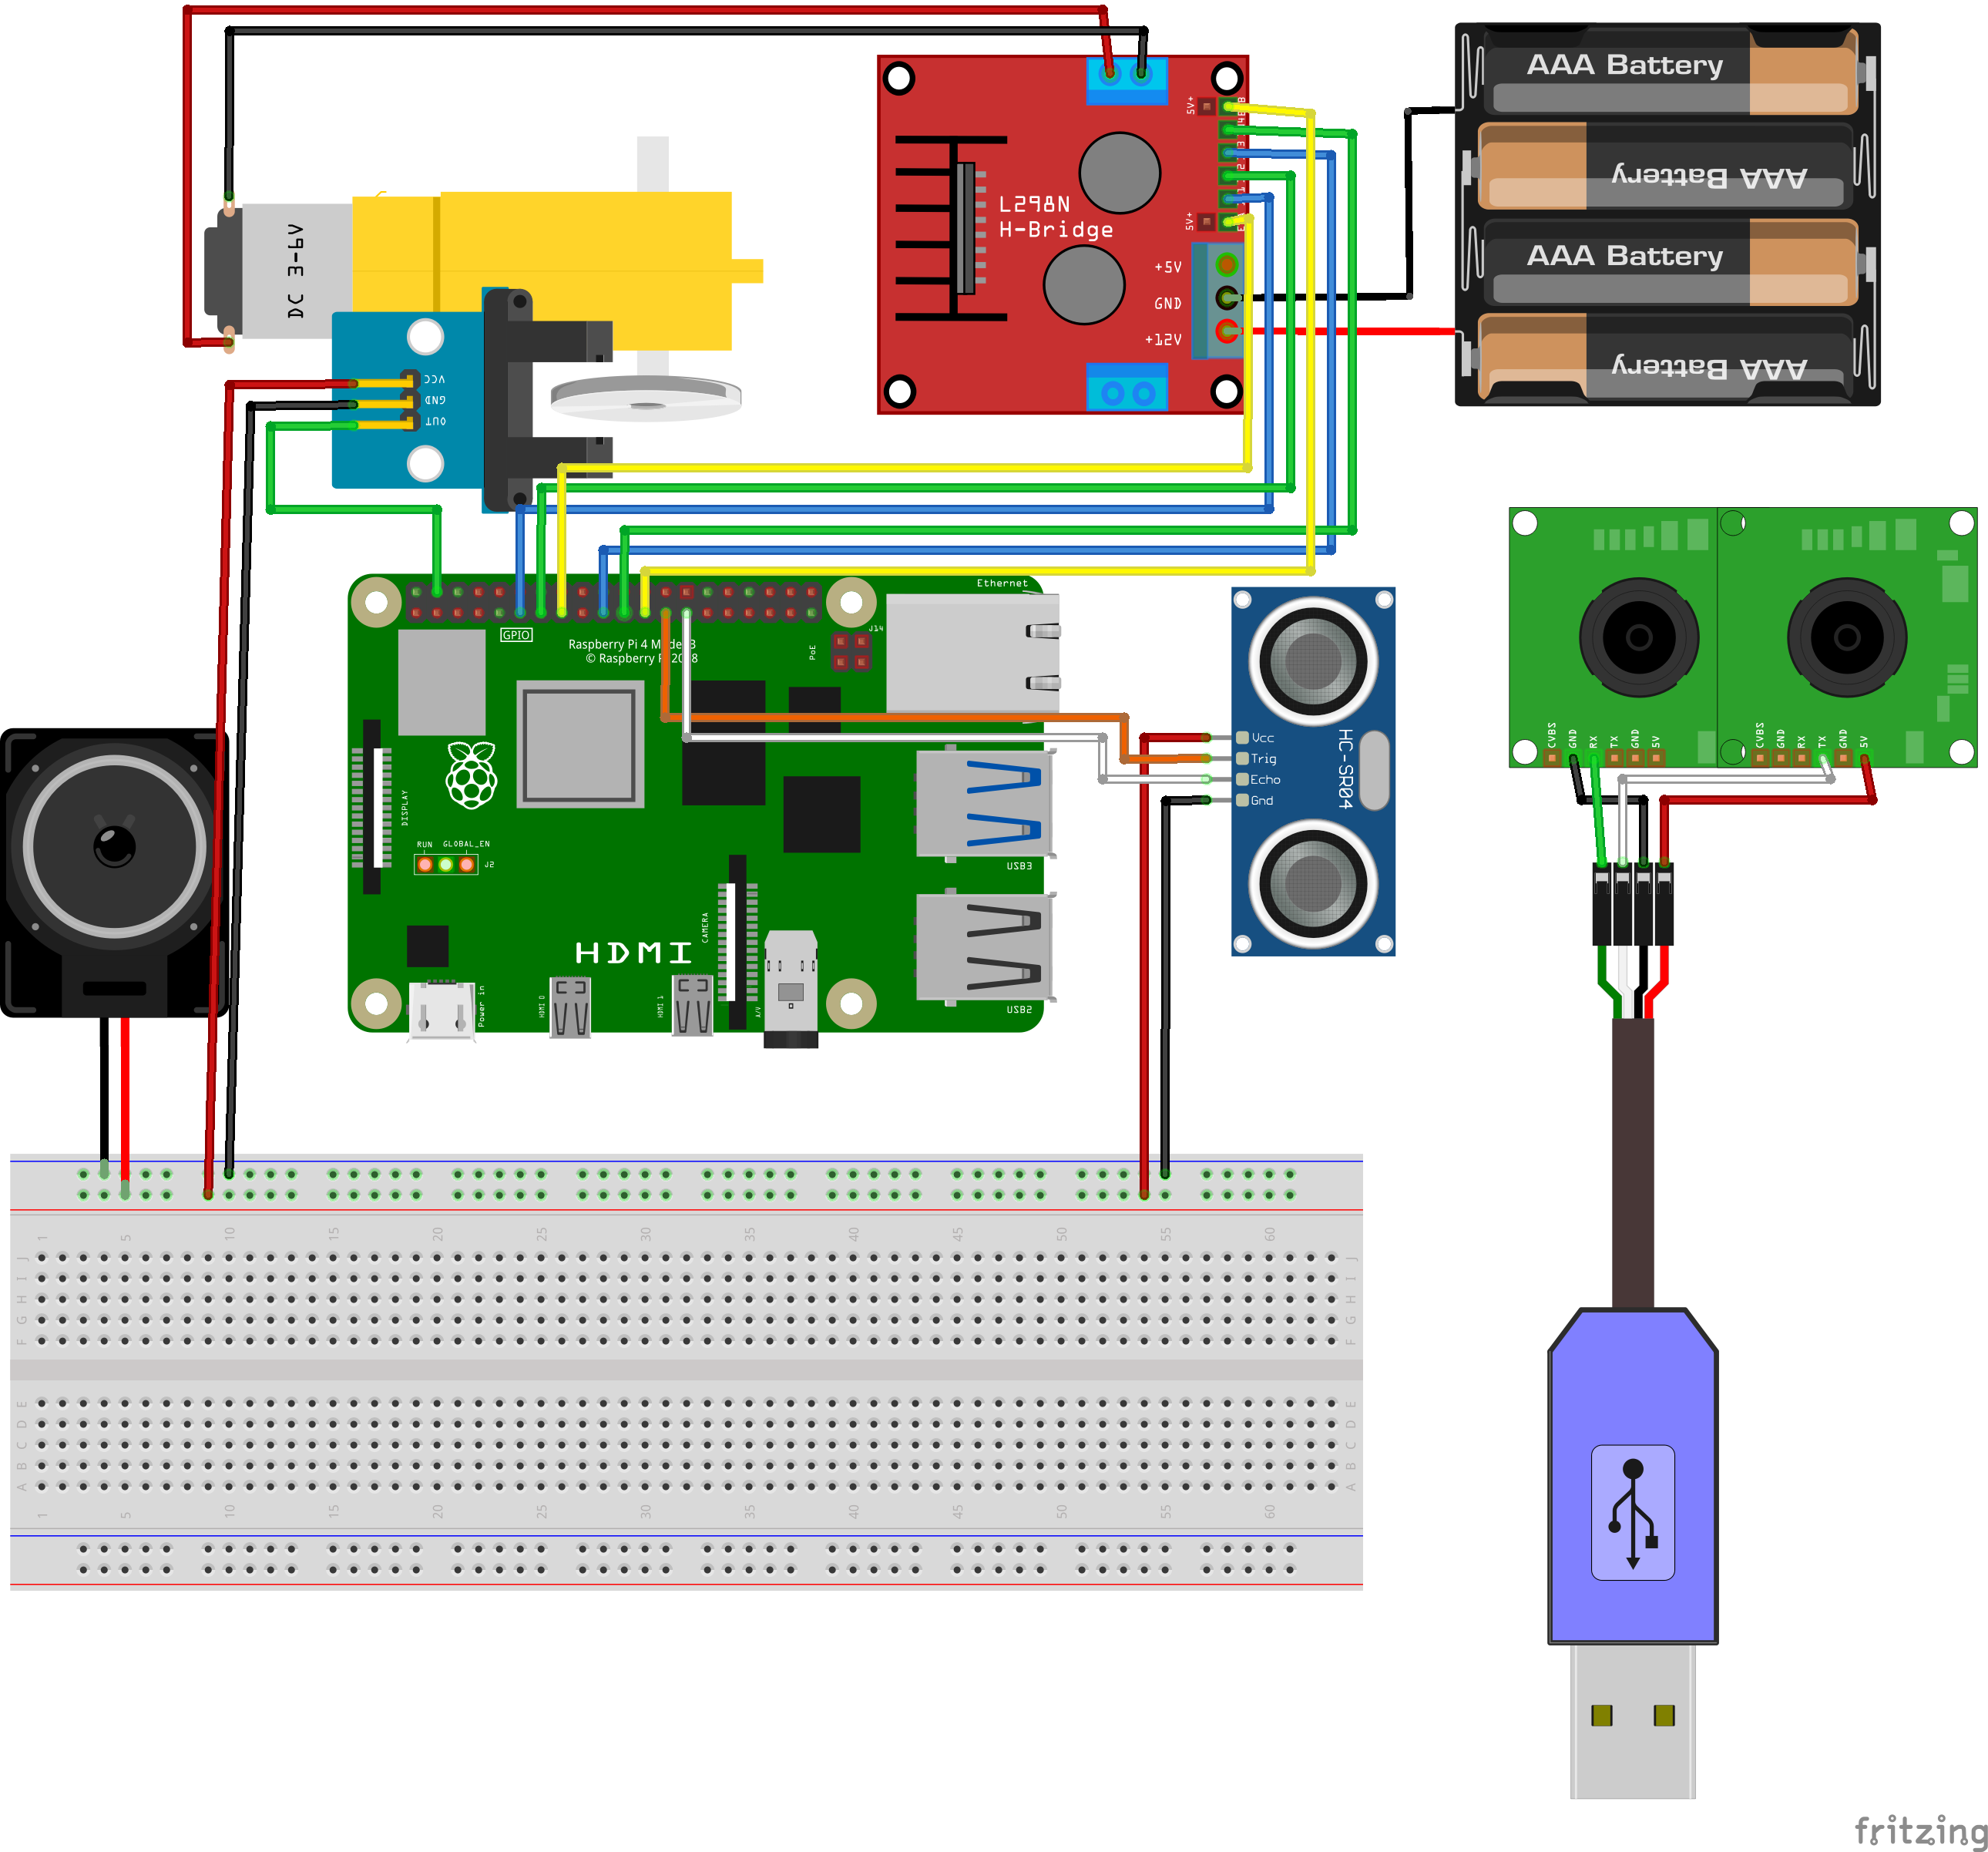 AAA Battery
AAA Battery
AAA Battery
AAA Battery
5V+
L298N
H-Bridge
5V+
+5V
GND
+12V
DC 3-6V
VCC
GND
OUT
Ethernet
GPIO
Raspberry Pi 4 Model B
© Raspberry Pi 2018
J14
PoE
DISPLAY
RUN
GLOBAL_EN
J2
USB3
CAMERA
HDMI
Power in
HDMI 0
HDMI 1
A/V
USB2
Vcc
Trig
Echo
Gnd
HC-SR04
CVBS
GND
RX
TX
GND
5V
CVBS
GND
RX
TX
GND
5V
1 5 10 15 20 25 30 35 40 45 50 55 60
J J
I I
H H
G G
F F
E E
D D
C C
B B
A A
1 5 10 15 20 25 30 35 40 45 50 55 60
fritzing